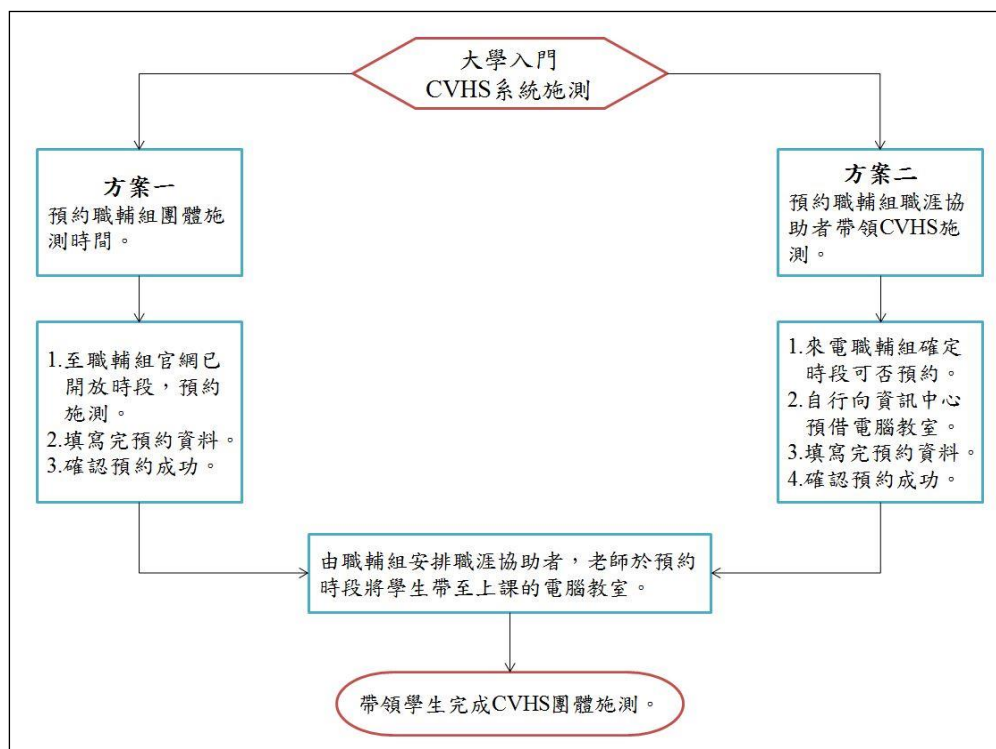 大學入門
CVHS系統施測
方案一
預約職輔組團體施
測時間。
方案二
預約職輔組職涯協
助者帶領CVHS施
測。
1.至職輔組官網已
開放時段，預約
施測。
2.填寫完預約資料。
3.確認預約成功。
1.來電職輔組確定
時段可否預約。
2.自行向資訊中心
預借電腦教室。
3.填寫完預約資料。
4.確認預約成功。
由職輔組安排職涯協助者，老師於預約
時段將學生帶至上課的電腦教室。
帶領學生完成CVHS團體施測。